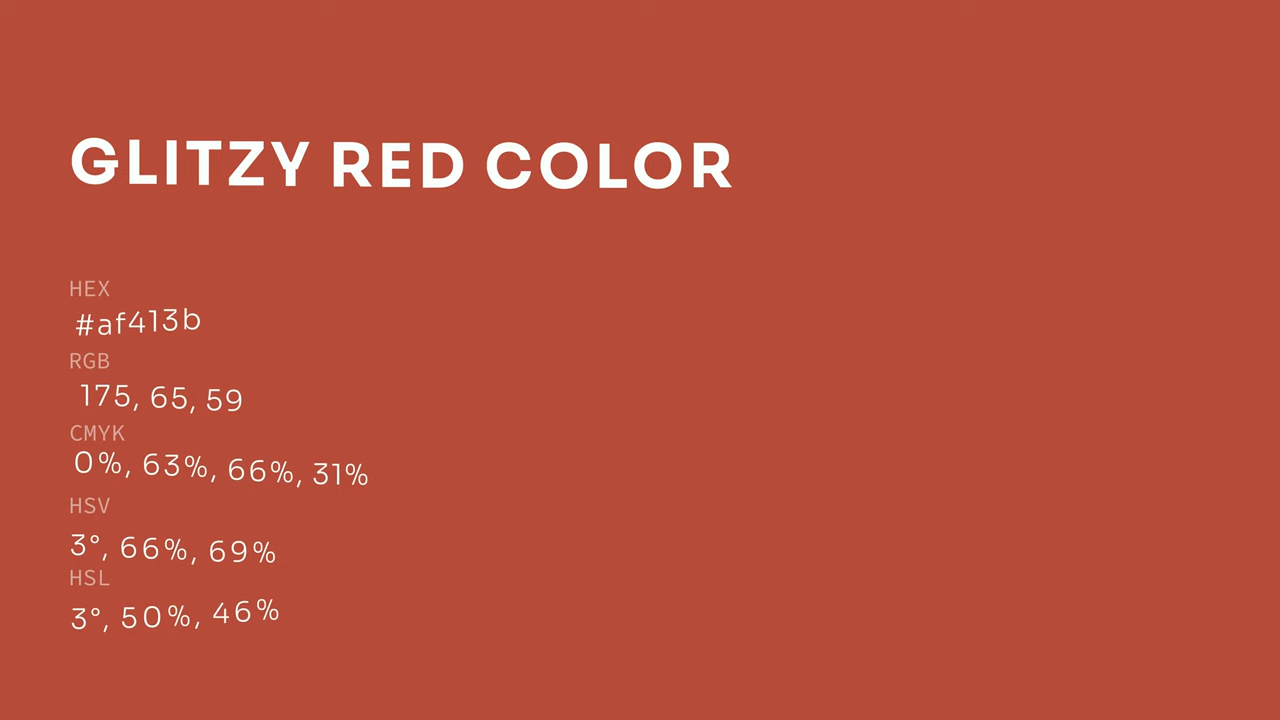 GLITZY RED COLOR
HEX
#af413b
RGB
175, 65, 59
CMYK
0%, 63%, 66%, 31%
HSV
3°, 66%, 69%
HSL
3°, 50%, 46%